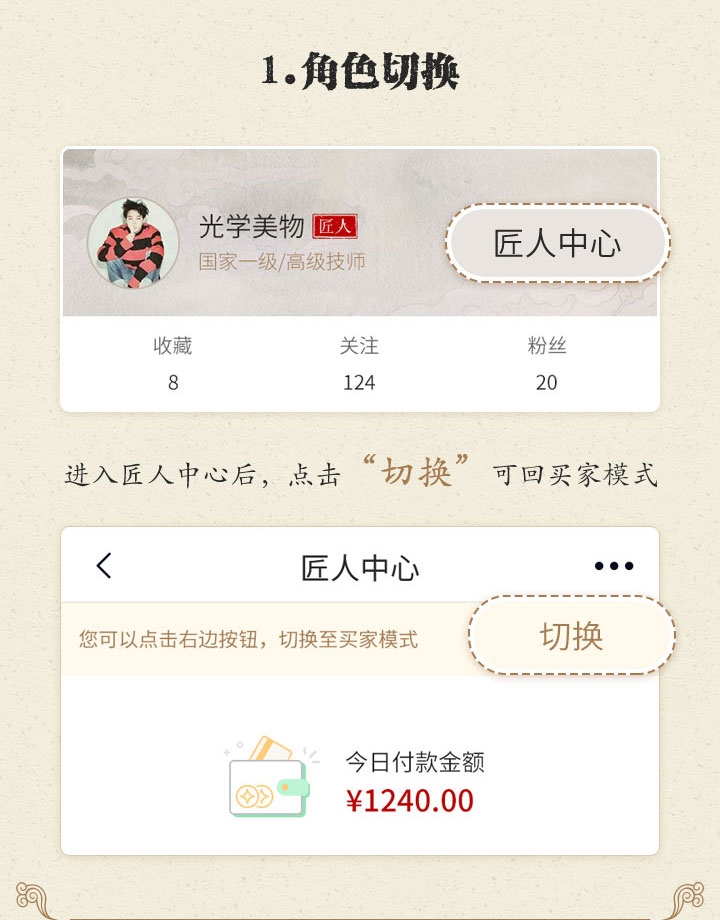 1.角色切换
光学美物 匠人
国家一级/高级技师
匠人中心
收藏 关注 粉丝
8 124 20
进入匠人中心后，点击“切换”可回买家模式
匠人中心
您可以点击右边按钮，切换至买家模式 切换
今日付款金额
¥1240.00